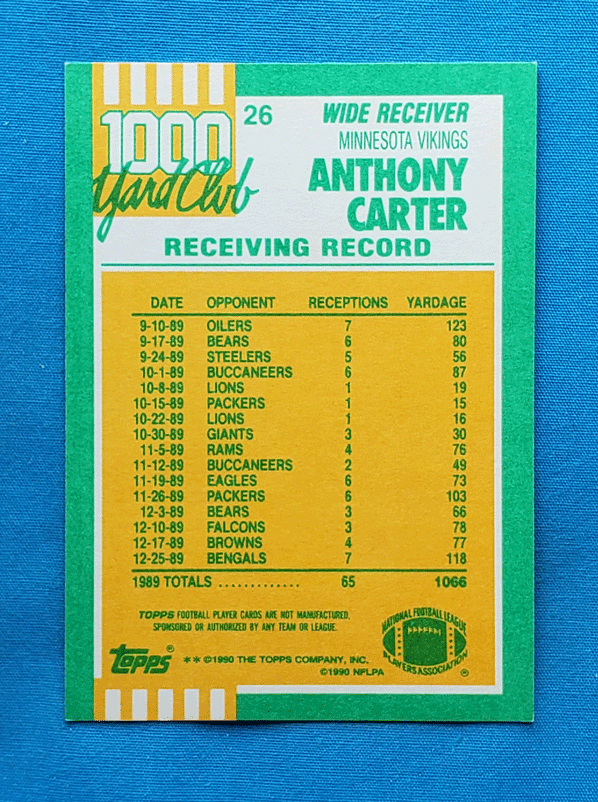 1000 26 WIDE RECEIVER
Yard Club MINNESOTA VIKINGS
ANTHONY
CARTER
RECEIVING RECORD
DATE OPPONENT RECEPTIONS YARDAGE
9-10-89 OILERS 7 123
9-17-89 BEARS 6 80
9-24-89 STEELERS 5 56
10-1-89 BUCCANEERS 6 87
10-8-89 LIONS 1 19
10-15-89 PACKERS 1 15
10-22-89 LIONS 1 16
10-30-89 GIANTS 3 30
11-5-89 RAMS 4 76
11-12-89 BUCCANEERS 2 49
11-19-89 EAGLES 6 73
11-26-89 PACKERS 6 103
12-3-89 BEARS 3 66
12-10-89 FALCONS 3 78
12-17-89 BROWNS 4 77
12-25-89 BENGALS 7 118
1989 TOTALS ............. 65 1066
TOPPS FOOTBALL PLAYER CARDS ARE NOT MANUFACTURED,
SPONSORED OR AUTHORIZED BY ANY TEAM OR LEAGUE.
NATIONAL FOOTBALL LEAGUE
PLAYERS ASSOCIATION ®
topps ® ** ©1990 THE TOPPS COMPANY, INC.
©1990 NFLPA